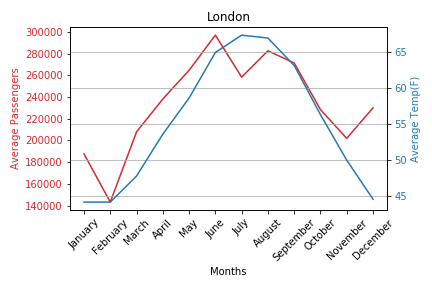 London
300000
280000
260000
240000
220000
200000
180000
160000
140000
Average Passengers
65
60
55
50
45
Average Temp(F)
January
February
March
April
May
June
July
August
September
October
November
December
Months